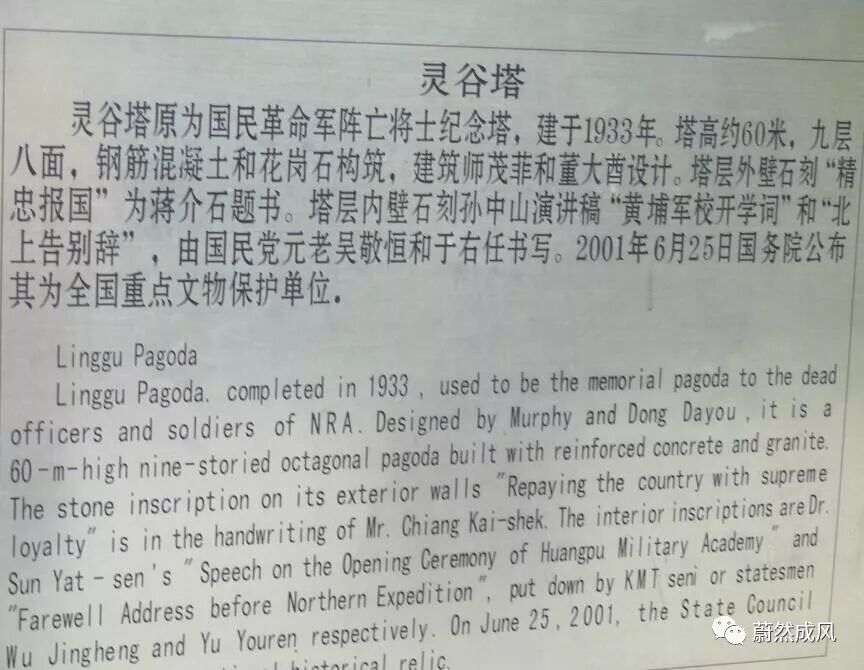 灵谷塔
灵谷塔原为国民革命军阵亡将士纪念塔，建于1933年。塔高约60米，九层
八面，钢筋混凝土和花岗石构筑，建筑师茂菲和董大酋设计。塔层外壁石刻“精
忠报国”为蒋介石题书。塔层内壁石刻孙中山演讲稿“黄埔军校开学词”和“北
上告别辞”，由国民党元老吴敬恒和于右任书写。2001年6月25日国务院公布
其为全国重点文物保护单位.
Linggu Pagoda
Linggu Pagoda. completed in 1933, used to be the memorial pagoda to the dead
officers and soldiers of NRA. Designed by Murphy and Dong Dayou, it is a
60-m-high nine-storied octagonal pagoda built with reinforced concrete and granite.
The stone inscription on its exterior walls "Repaying the country with supreme
loyalty" is in the handwriting of Mr. Chiang Kai-shek. The interior inscriptions are Dr.
Sun Yat-sen's "Speech on the Opening Ceremony of Huangpu Military Academy" and
"Farewell Address before Northern Expedition", put down by KMT seni or statesmen
Wu Jingheng and Yu Youren respectively. On June 25, 2001, the State Council
historical relic.
蔚然成风